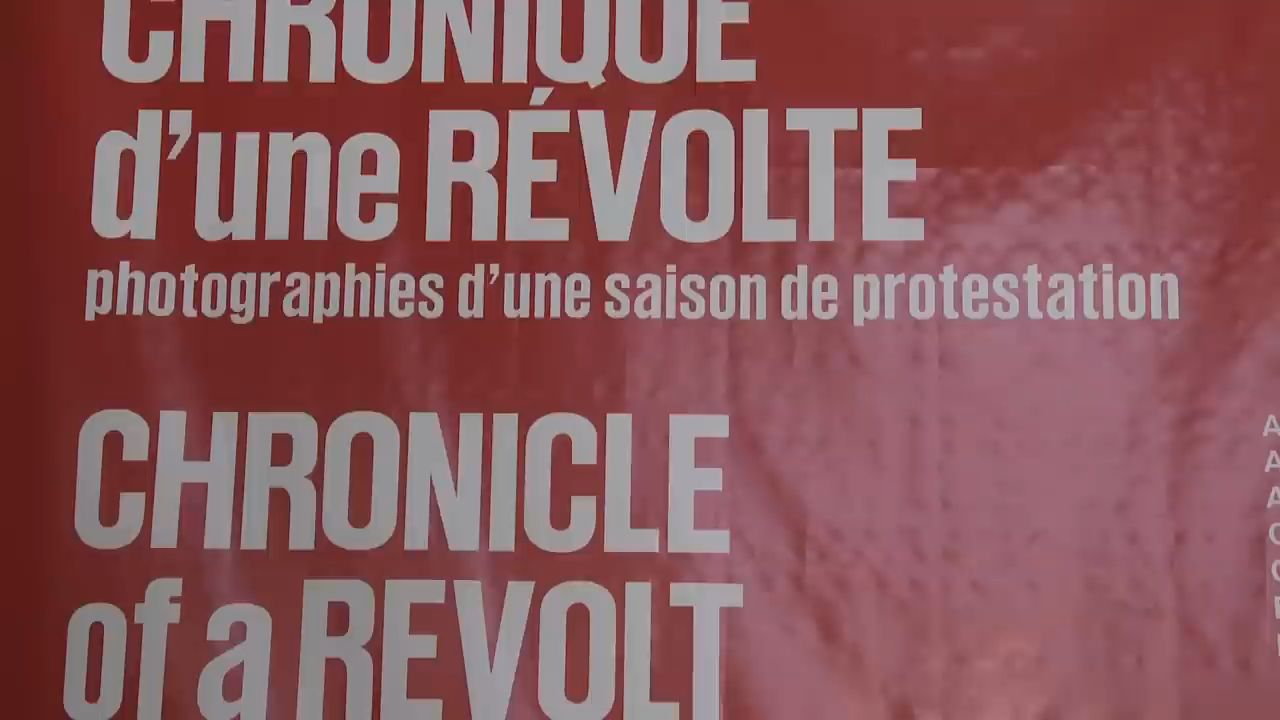 CHRONIQUE
d'une RÉVOLTE
photographies d'une saison de protestation
CHRONICLE
of a REVOLT
A
A
A